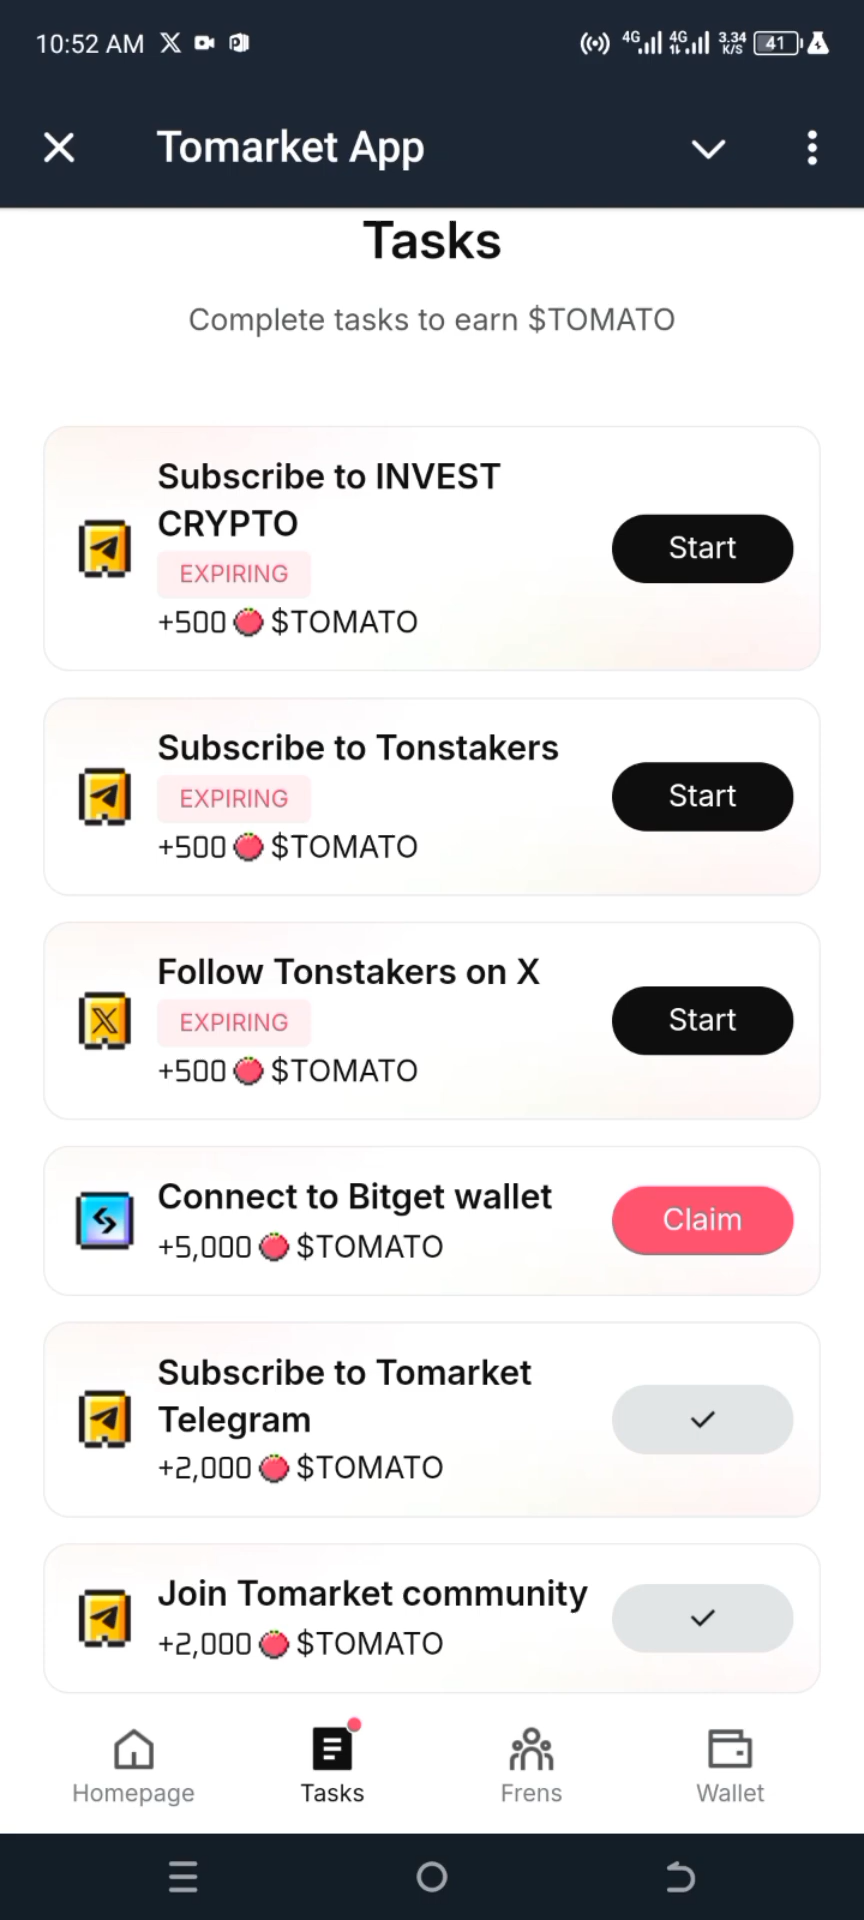 10:52 AM
4G 4G 3.34 K/S 41
Tomarket App
Tasks
Complete tasks to earn $TOMATO
Subscribe to INVEST
CRYPTO
EXPIRING
+500 $TOMATO
Start
Subscribe to Tonstakers
EXPIRING
+500 $TOMATO
Start
Follow Tonstakers on X
EXPIRING
+500 $TOMATO
Start
Connect to Bitget wallet
+5,000 $TOMATO
Claim
Subscribe to Tomarket
Telegram
+2,000 $TOMATO
Join Tomarket community
+2,000 $TOMATO
Homepage Tasks Frens Wallet